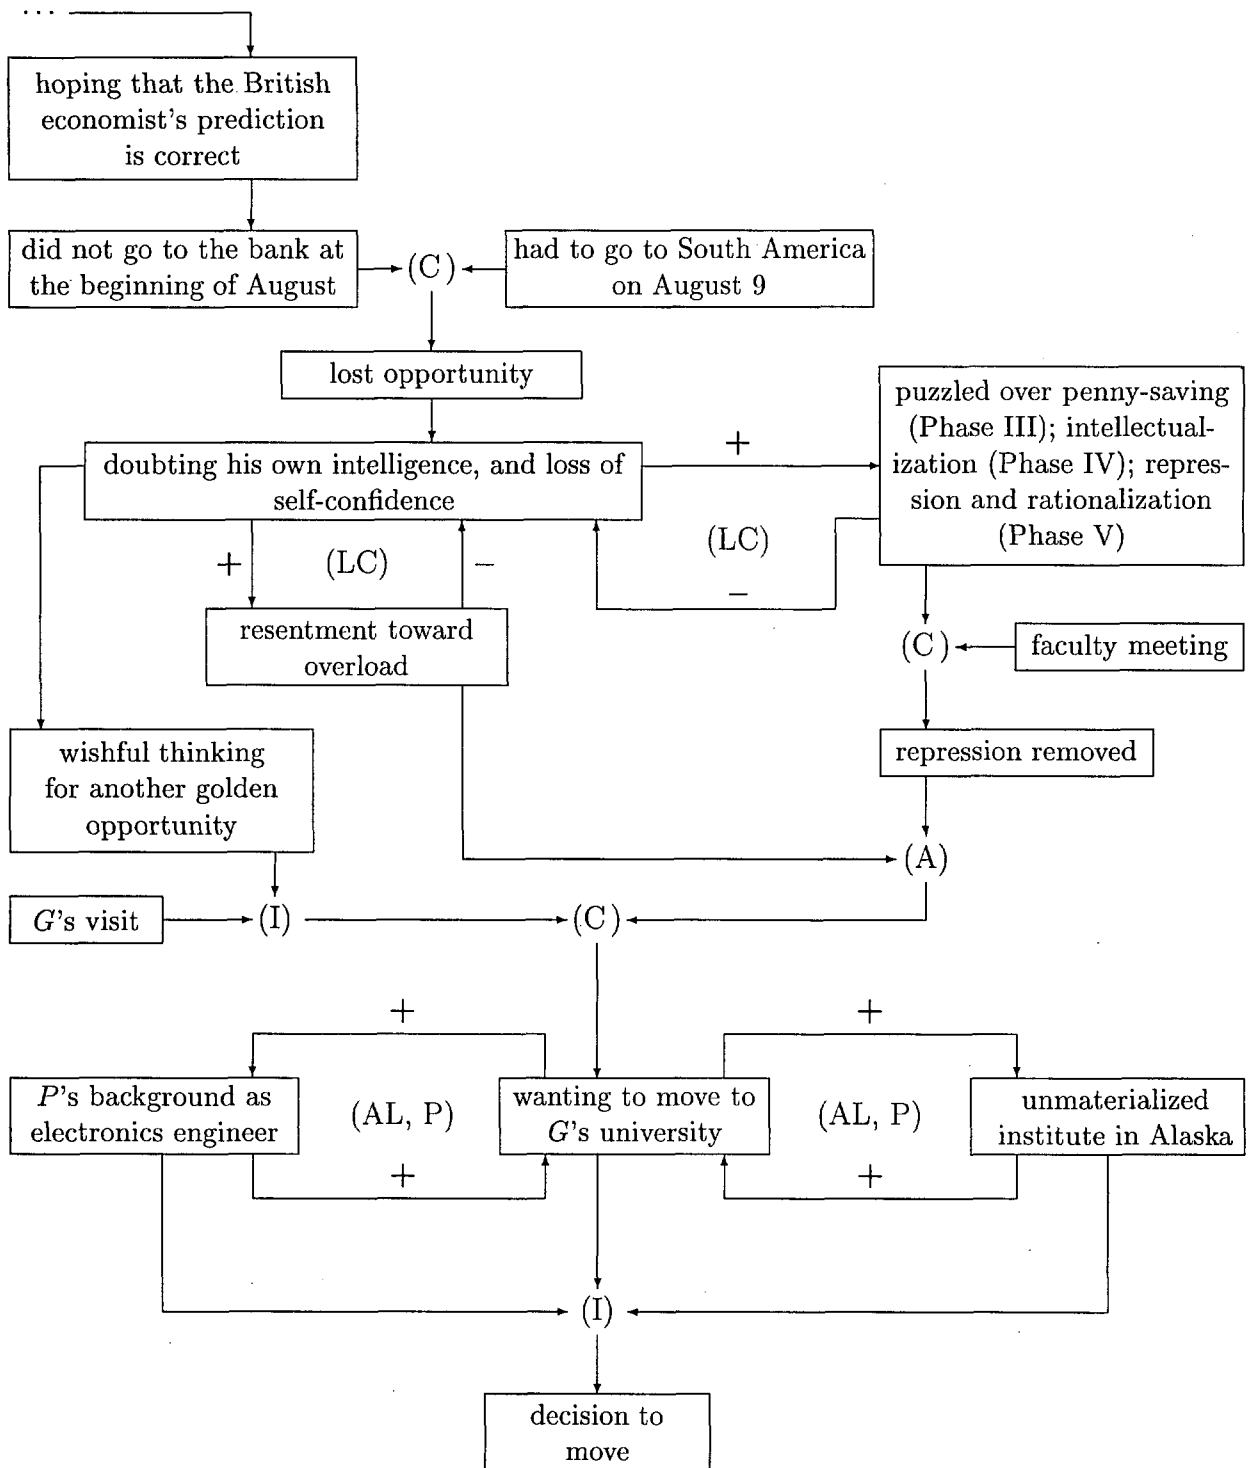 ...
hoping that the British
economist's prediction
is correct
did not go to the bank at
the beginning of August
(C)
had to go to South America
on August 9
lost opportunity
puzzled over penny-saving
(Phase III); intellectual-
ization (Phase IV); repres-
sion and rationalization
(Phase V)
+
doubting his own intelligence, and loss of
self-confidence
(LC)
+
(LC)
−
−
resentment toward
overload
(C)
faculty meeting
wishful thinking
for another golden
opportunity
repression removed
(A)
G's visit
(I)
(C)
+
+
P's background as
electronics engineer
(AL, P)
wanting to move to
G's university
(AL, P)
unmaterialized
institute in Alaska
+
+
(I)
decision to
move